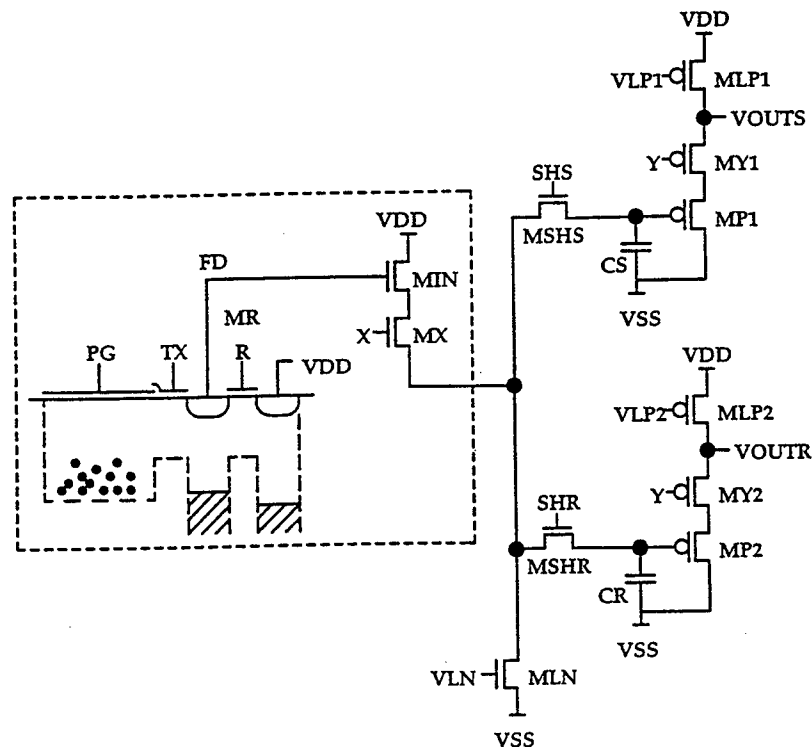 VDD
VLP1 MLP1
VOUTS
SHS
Y MY1
MSHS
MP1
VDD
CS
FD
MIN
VSS
MR
X MX
PG TX R VDD
VDD
VLP2 MLP2
VOUTR
SHR
Y MY2
MSHR
MP2
CR
VSS
VLN MLN
VSS